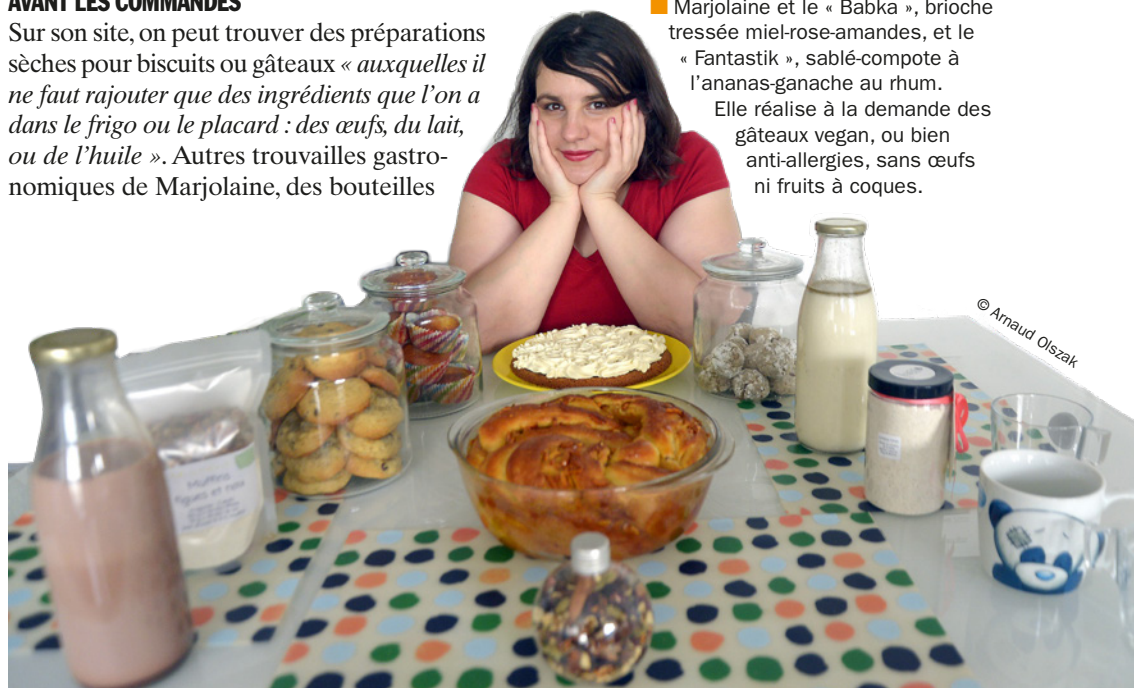 AVANT LES COMMANDES
Sur son site, on peut trouver des préparations
sèches pour biscuits ou gâteaux « auxquelles il
ne faut rajouter que des ingrédients que l’on a
dans le frigo ou le placard : des œufs, du lait,
ou de l’huile ». Autres trouvailles gastro-
nomiques de Marjolaine, des bouteilles
Marjolaine et le « Babka », brioche
tressée miel-rose-amandes, et le
« Fantastik », sablé-compote à
l’ananas-ganache au rhum.
Elle réalise à la demande des
gâteaux vegan, ou bien
anti-allergies, sans œufs
ni fruits à coques.
© Arnaud Olszak
Muffins
figues et noix